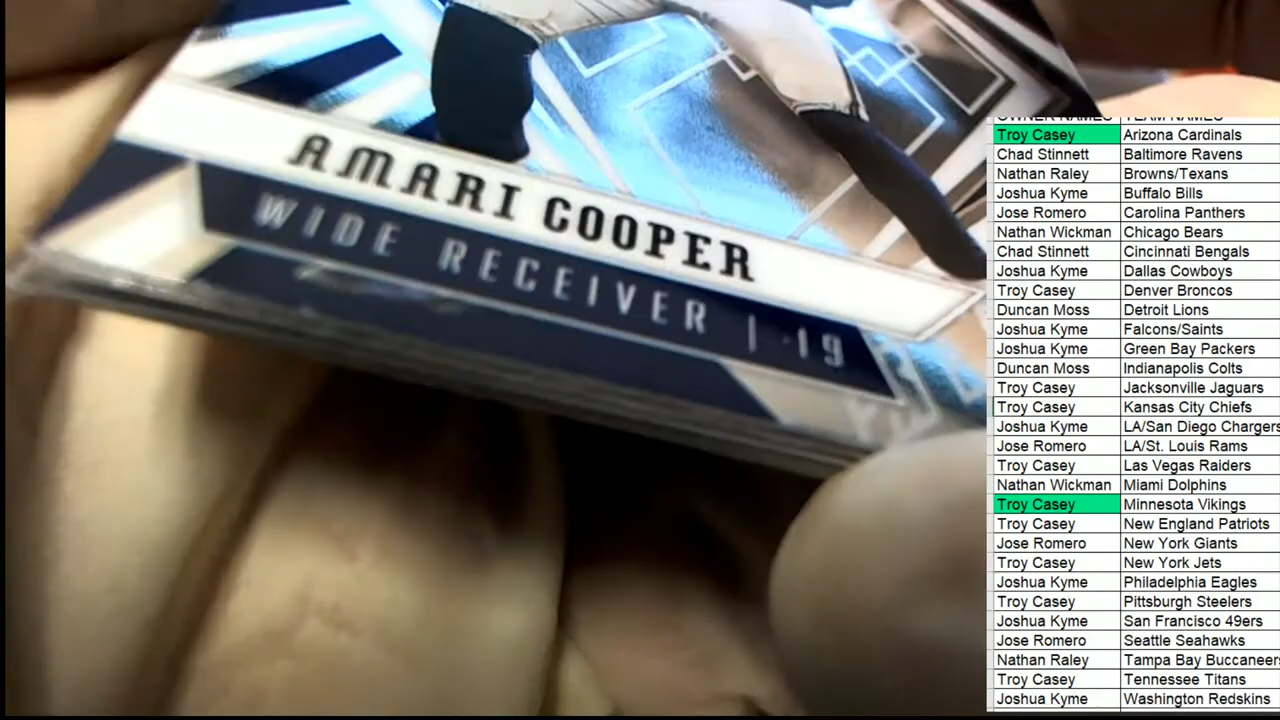 AMARI COOPER
WIDE RECEIVER | 19
OWNER NAMES TEAM NAMES
Troy Casey Arizona Cardinals
Chad Stinnett Baltimore Ravens
Nathan Raley Browns/Texans
Joshua Kyme Buffalo Bills
Jose Romero Carolina Panthers
Nathan Wickman Chicago Bears
Chad Stinnett Cincinnati Bengals
Joshua Kyme Dallas Cowboys
Troy Casey Denver Broncos
Duncan Moss Detroit Lions
Joshua Kyme Falcons/Saints
Joshua Kyme Green Bay Packers
Duncan Moss Indianapolis Colts
Troy Casey Jacksonville Jaguars
Troy Casey Kansas City Chiefs
Joshua Kyme LA/San Diego Chargers
Jose Romero LA/St. Louis Rams
Troy Casey Las Vegas Raiders
Nathan Wickman Miami Dolphins
Troy Casey Minnesota Vikings
Troy Casey New England Patriots
Jose Romero New York Giants
Troy Casey New York Jets
Joshua Kyme Philadelphia Eagles
Troy Casey Pittsburgh Steelers
Joshua Kyme San Francisco 49ers
Jose Romero Seattle Seahawks
Nathan Raley Tampa Bay Buccaneers
Troy Casey Tennessee Titans
Joshua Kyme Washington Redskins